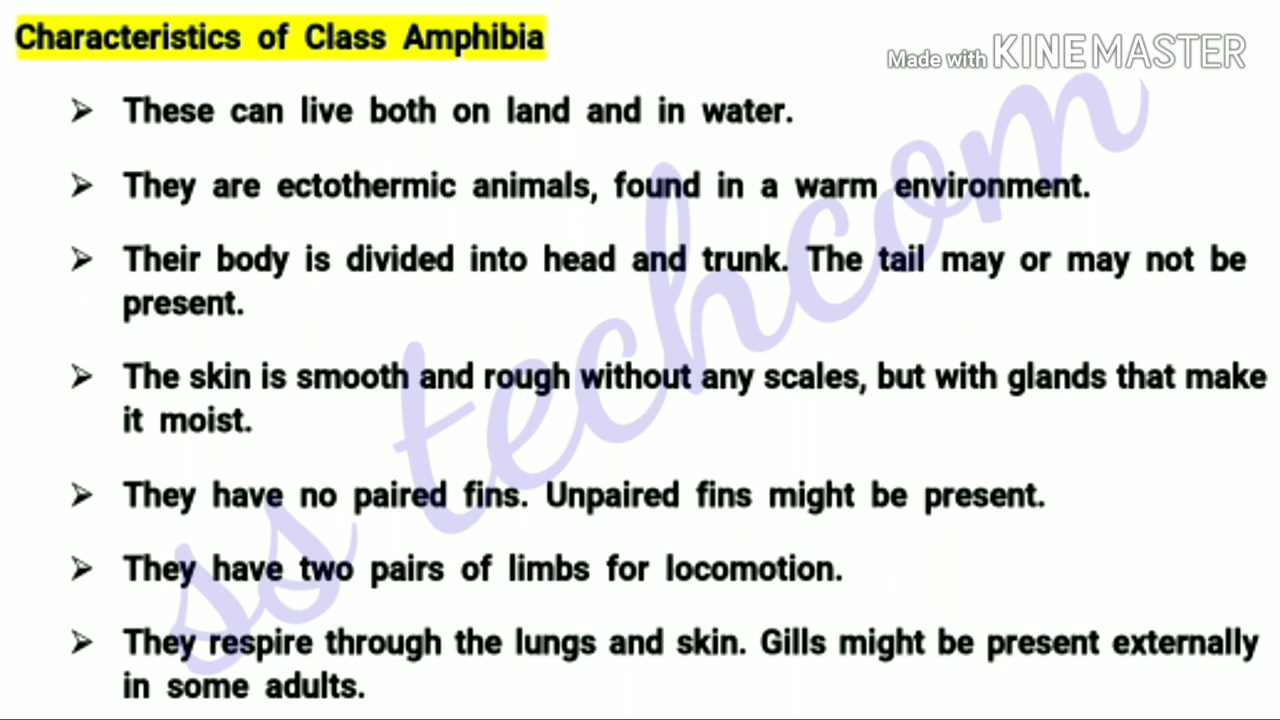 Characteristics of Class Amphibia
Made with KINEMASTER
➢ These can live both on land and in water.
➢ They are ectothermic animals, found in a warm environment.
➢ Their body is divided into head and trunk. The tail may or may not be
present.
➢ The skin is smooth and rough without any scales, but with glands that make
it moist.
➢ They have no paired fins. Unpaired fins might be present.
➢ They have two pairs of limbs for locomotion.
➢ They respire through the lungs and skin. Gills might be present externally
in some adults.
ss techcom